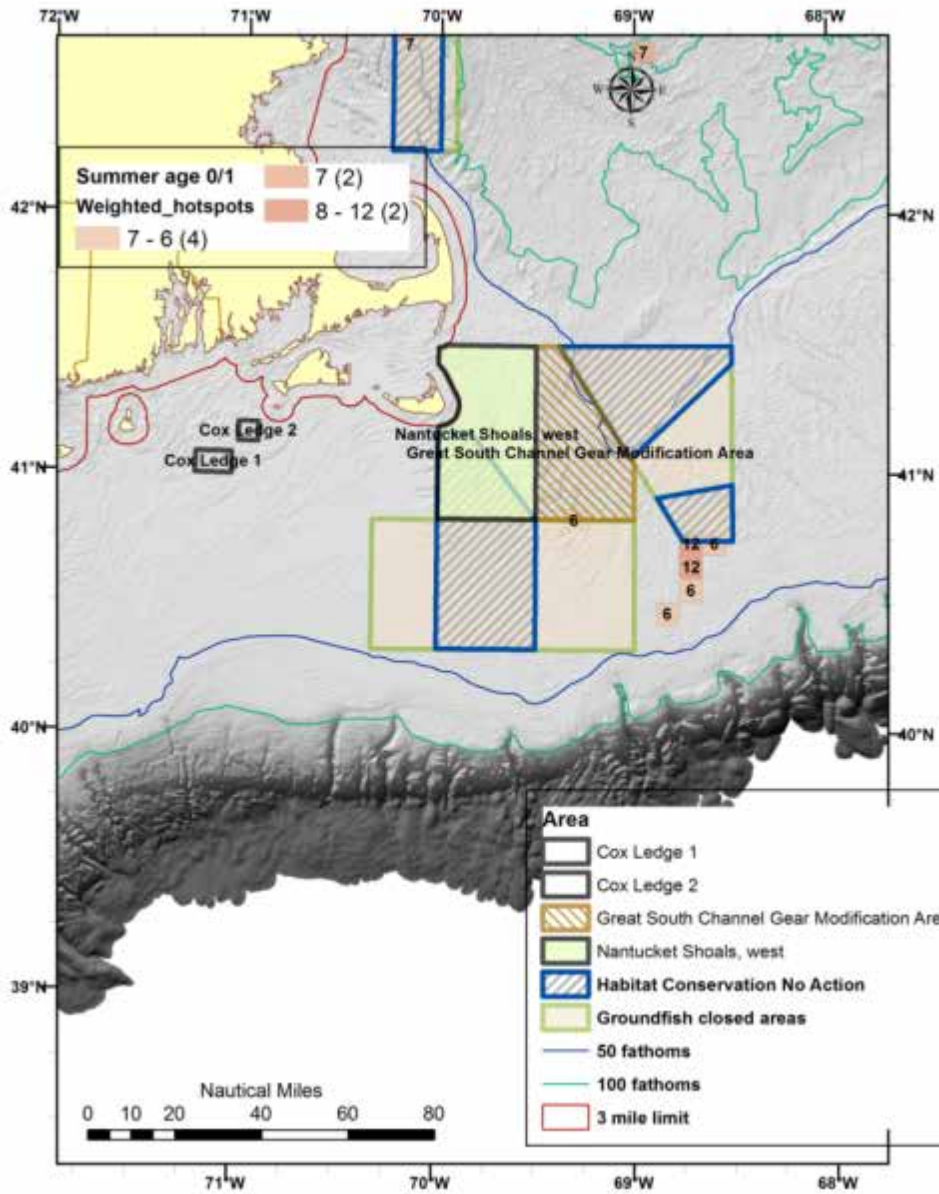 72°W 71°W 70°W 69°W 68°W
7
7
N
W E
S
Summer age 0/1
Weighted_hotspots
7 - 6 (4)
7 (2)
8 - 12 (2)
42°N 42°N
Cox Ledge 2
Cox Ledge 1
Nantucket Shoals, west
Great South Channel Gear Modification Area
41°N 41°N
6
12 6
12
6
6
40°N 40°N
39°N
Area
Cox Ledge 1
Cox Ledge 2
Great South Channel Gear Modification Are
Nantucket Shoals, west
Habitat Conservation No Action
Groundfish closed areas
50 fathoms
100 fathoms
3 mile limit
Nautical Miles
0 10 20 40 60 80
71°W 70°W 69°W 68°W